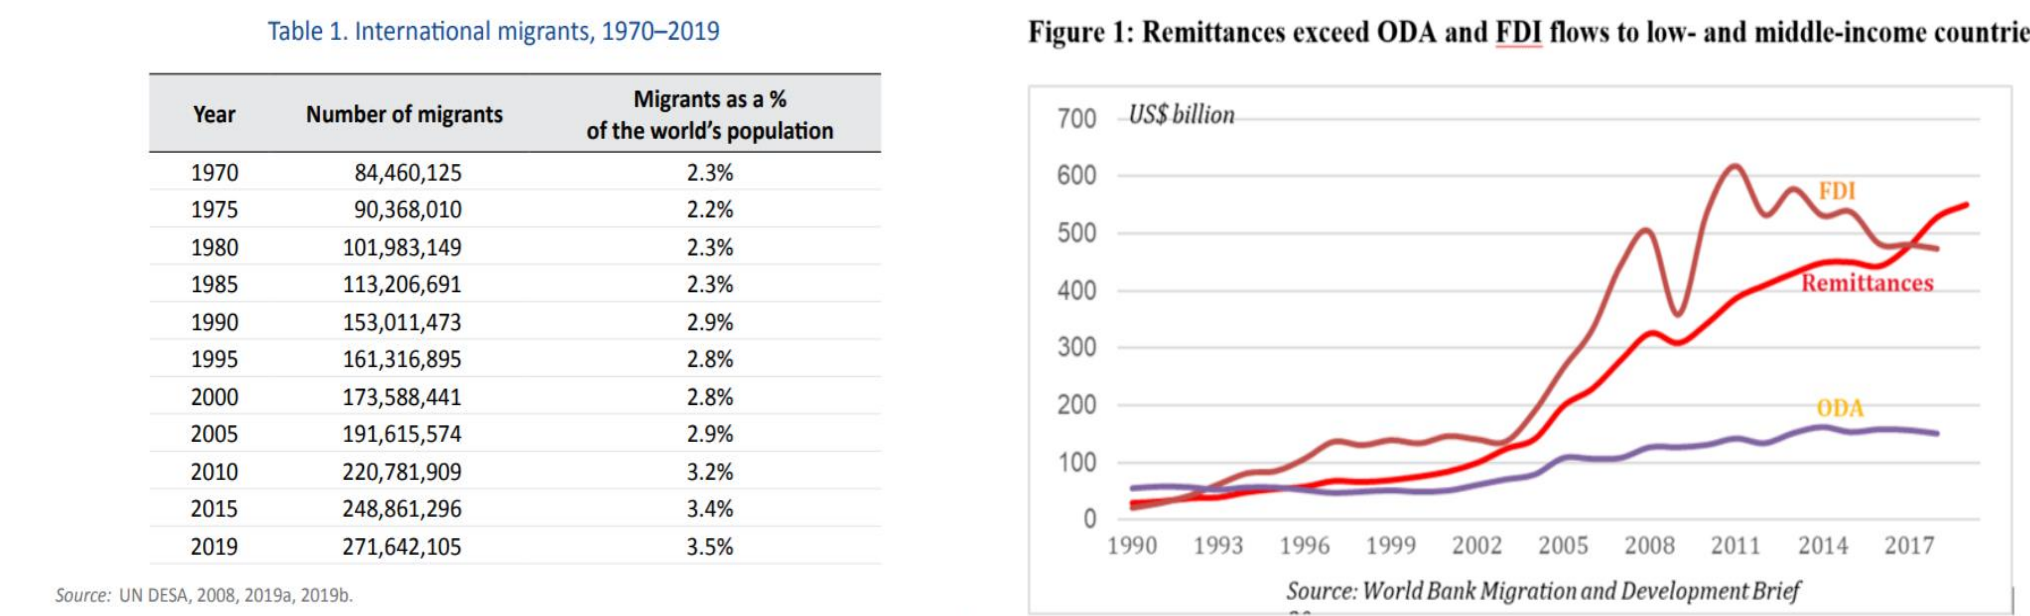 Table 1. International migrants, 1970–2019
Year Number of migrants Migrants as a %
of the world's population
1970 84,460,125 2.3%
1975 90,368,010 2.2%
1980 101,983,149 2.3%
1985 113,206,691 2.3%
1990 153,011,473 2.9%
1995 161,316,895 2.8%
2000 173,588,441 2.8%
2005 191,615,574 2.9%
2010 220,781,909 3.2%
2015 248,861,296 3.4%
2019 271,642,105 3.5%
Source: UN DESA, 2008, 2019a, 2019b.
Figure 1: Remittances exceed ODA and FDI flows to low- and middle-income countrie
700 US$ billion
600
FDI
500
400
Remittances
300
200
ODA
100
0
1990 1993 1996 1999 2002 2005 2008 2011 2014 2017
Source: World Bank Migration and Development Brief